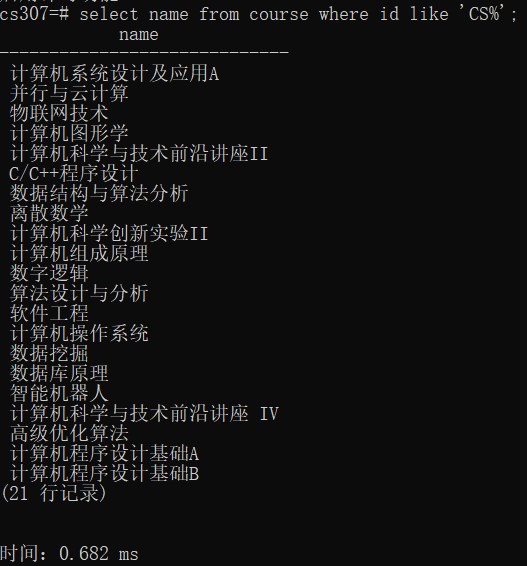 cs307=# select name from course where id like 'CS%';
name
-----------------------------
计算机系统设计及应用A
并行与云计算
物联网技术
计算机图形学
计算机科学与技术前沿讲座II
C/C++程序设计
数据结构与算法分析
离散数学
计算机科学创新实验II
计算机组成原理
数字逻辑
算法设计与分析
软件工程
计算机操作系统
数据挖掘
数据库原理
智能机器人
计算机科学与技术前沿讲座 IV
高级优化算法
计算机程序设计基础A
计算机程序设计基础B
(21 行记录)
时间：0.682 ms